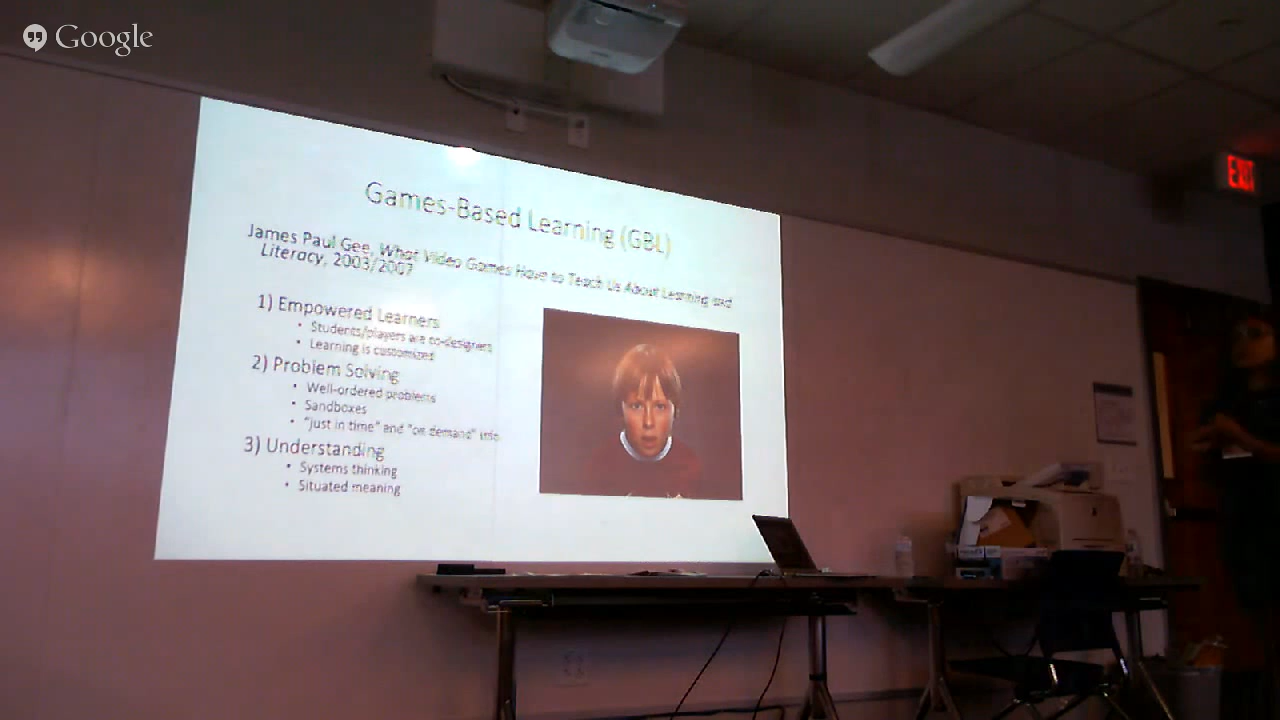 Google
EXIT
Games-Based Learning (GBL)
James Paul Gee, What Video Games Have to Teach Us About Learning and
Literacy, 2003/2007
1) Empowered Learners
• Students/players are co-designers
• Learning is customized
2) Problem Solving
• Well-ordered problems
• Sandboxes
• "Just in time" and "on demand" info
3) Understanding
• Systems thinking
• Situated meaning